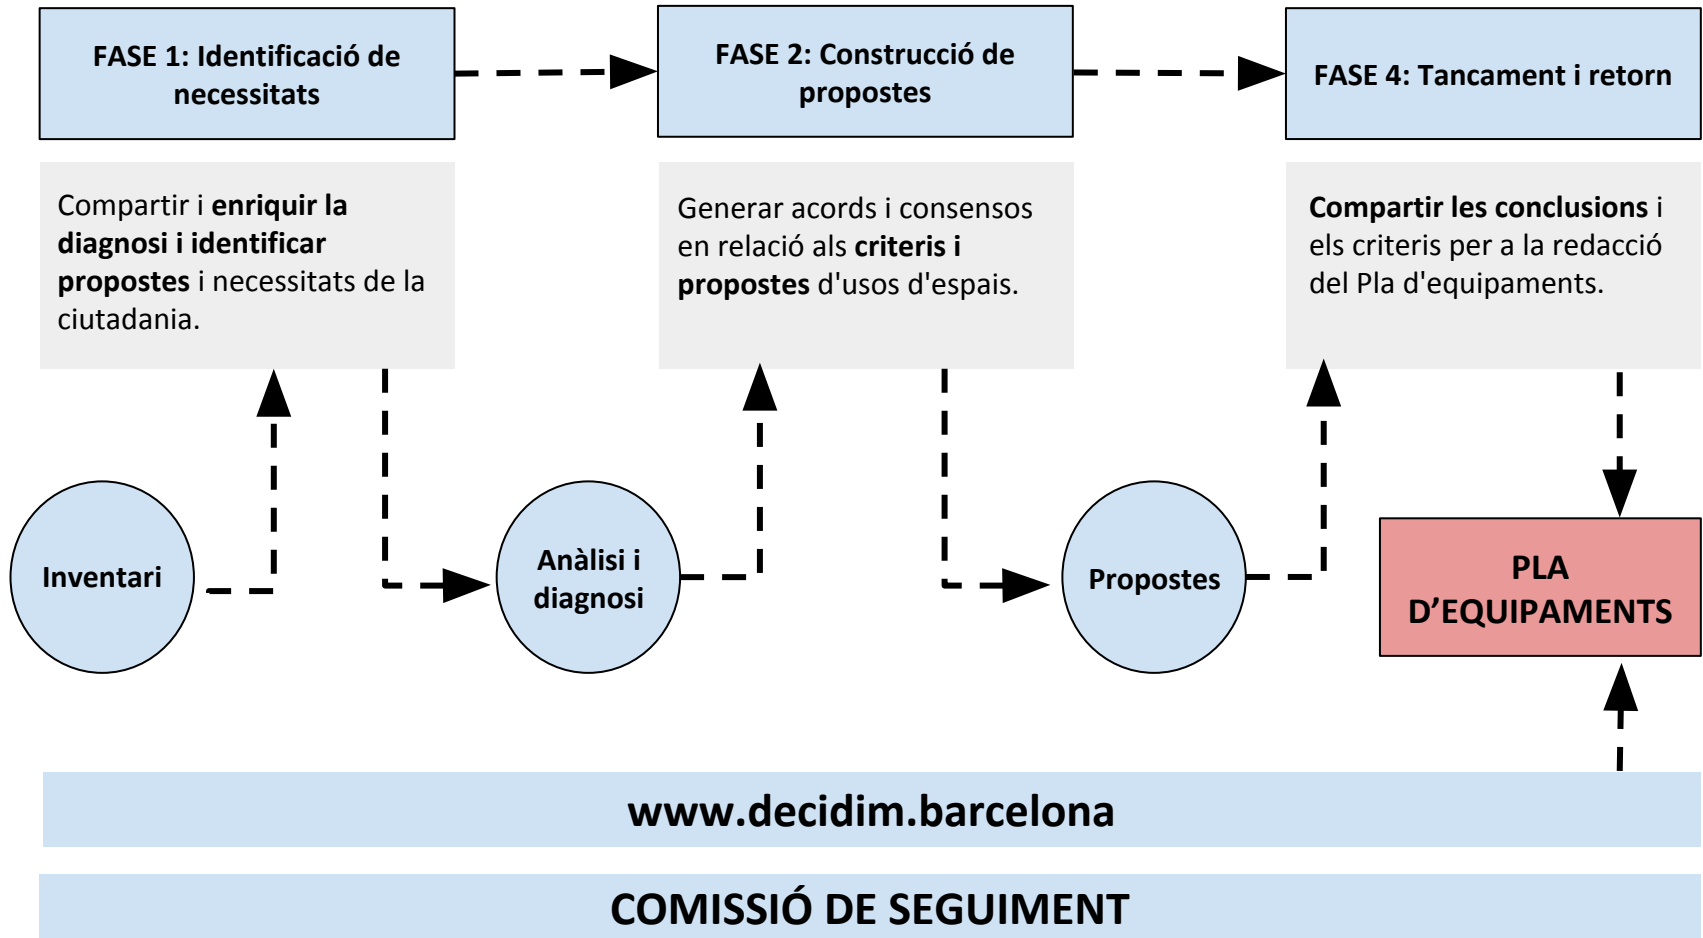 FASE 1: Identificació de
necessitats
FASE 2: Construcció de
propostes
FASE 4: Tancament i retorn
Compartir i enriquir la
diagnosi i identificar
propostes i necessitats de la
ciutadania.
Generar acords i consensos
en relació als criteris i
propostes d'usos d'espais.
Compartir les conclusions i
els criteris per a la redacció
del Pla d'equipaments.
Inventari
Anàlisi i
diagnosi
Propostes
PLA
D’EQUIPAMENTS
www.decidim.barcelona
COMISSIÓ DE SEGUIMENT